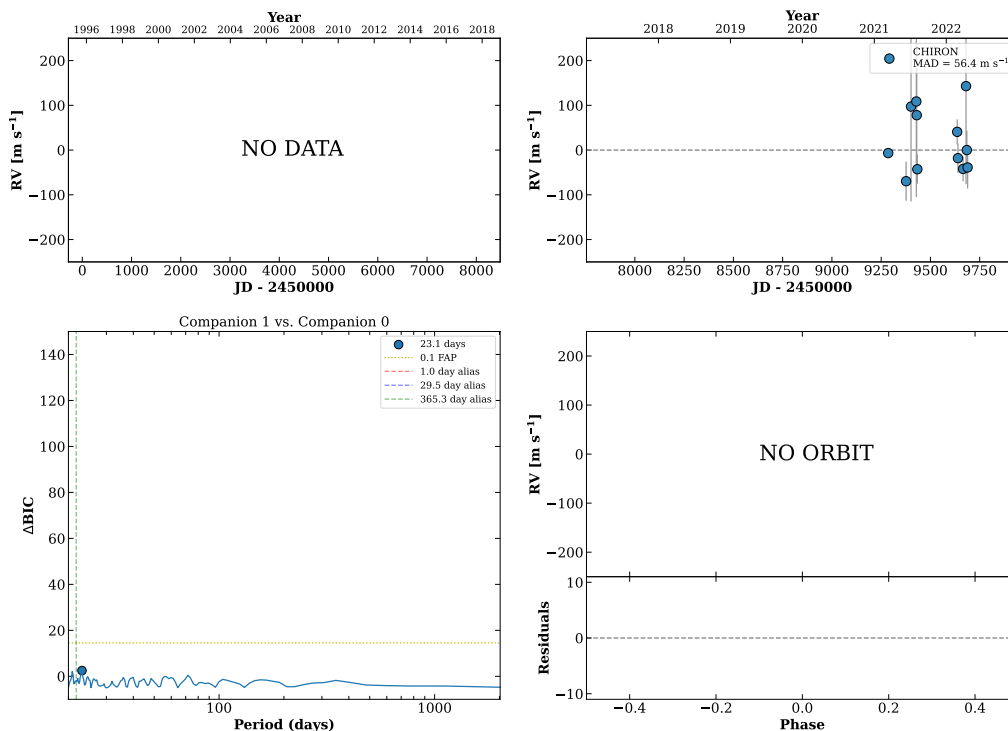 Year
1996 1998 2000 2002 2004 2006 2008 2010 2012 2014 2016 2018
200
100
0
−100
−200
RV [m s⁻¹]
NO DATA
0 1000 2000 3000 4000 5000 6000 7000 8000
JD - 2450000
Year
2018 2019 2020 2021 2022
200
100
0
−100
−200
RV [m s⁻¹]
CHIRON
MAD = 56.4 m s⁻¹
8000 8250 8500 8750 9000 9250 9500 9750
JD - 2450000
Companion 1 vs. Companion 0
140
120
100
80
60
40
20
0
ΔBIC
23.1 days
0.1 FAP
1.0 day alias
29.5 day alias
365.3 day alias
100 1000
Period (days)
200
100
0
−100
−200
RV [m s⁻¹]
NO ORBIT
10
0
−10
Residuals
−0.4 −0.2 0.0 0.2 0.4
Phase